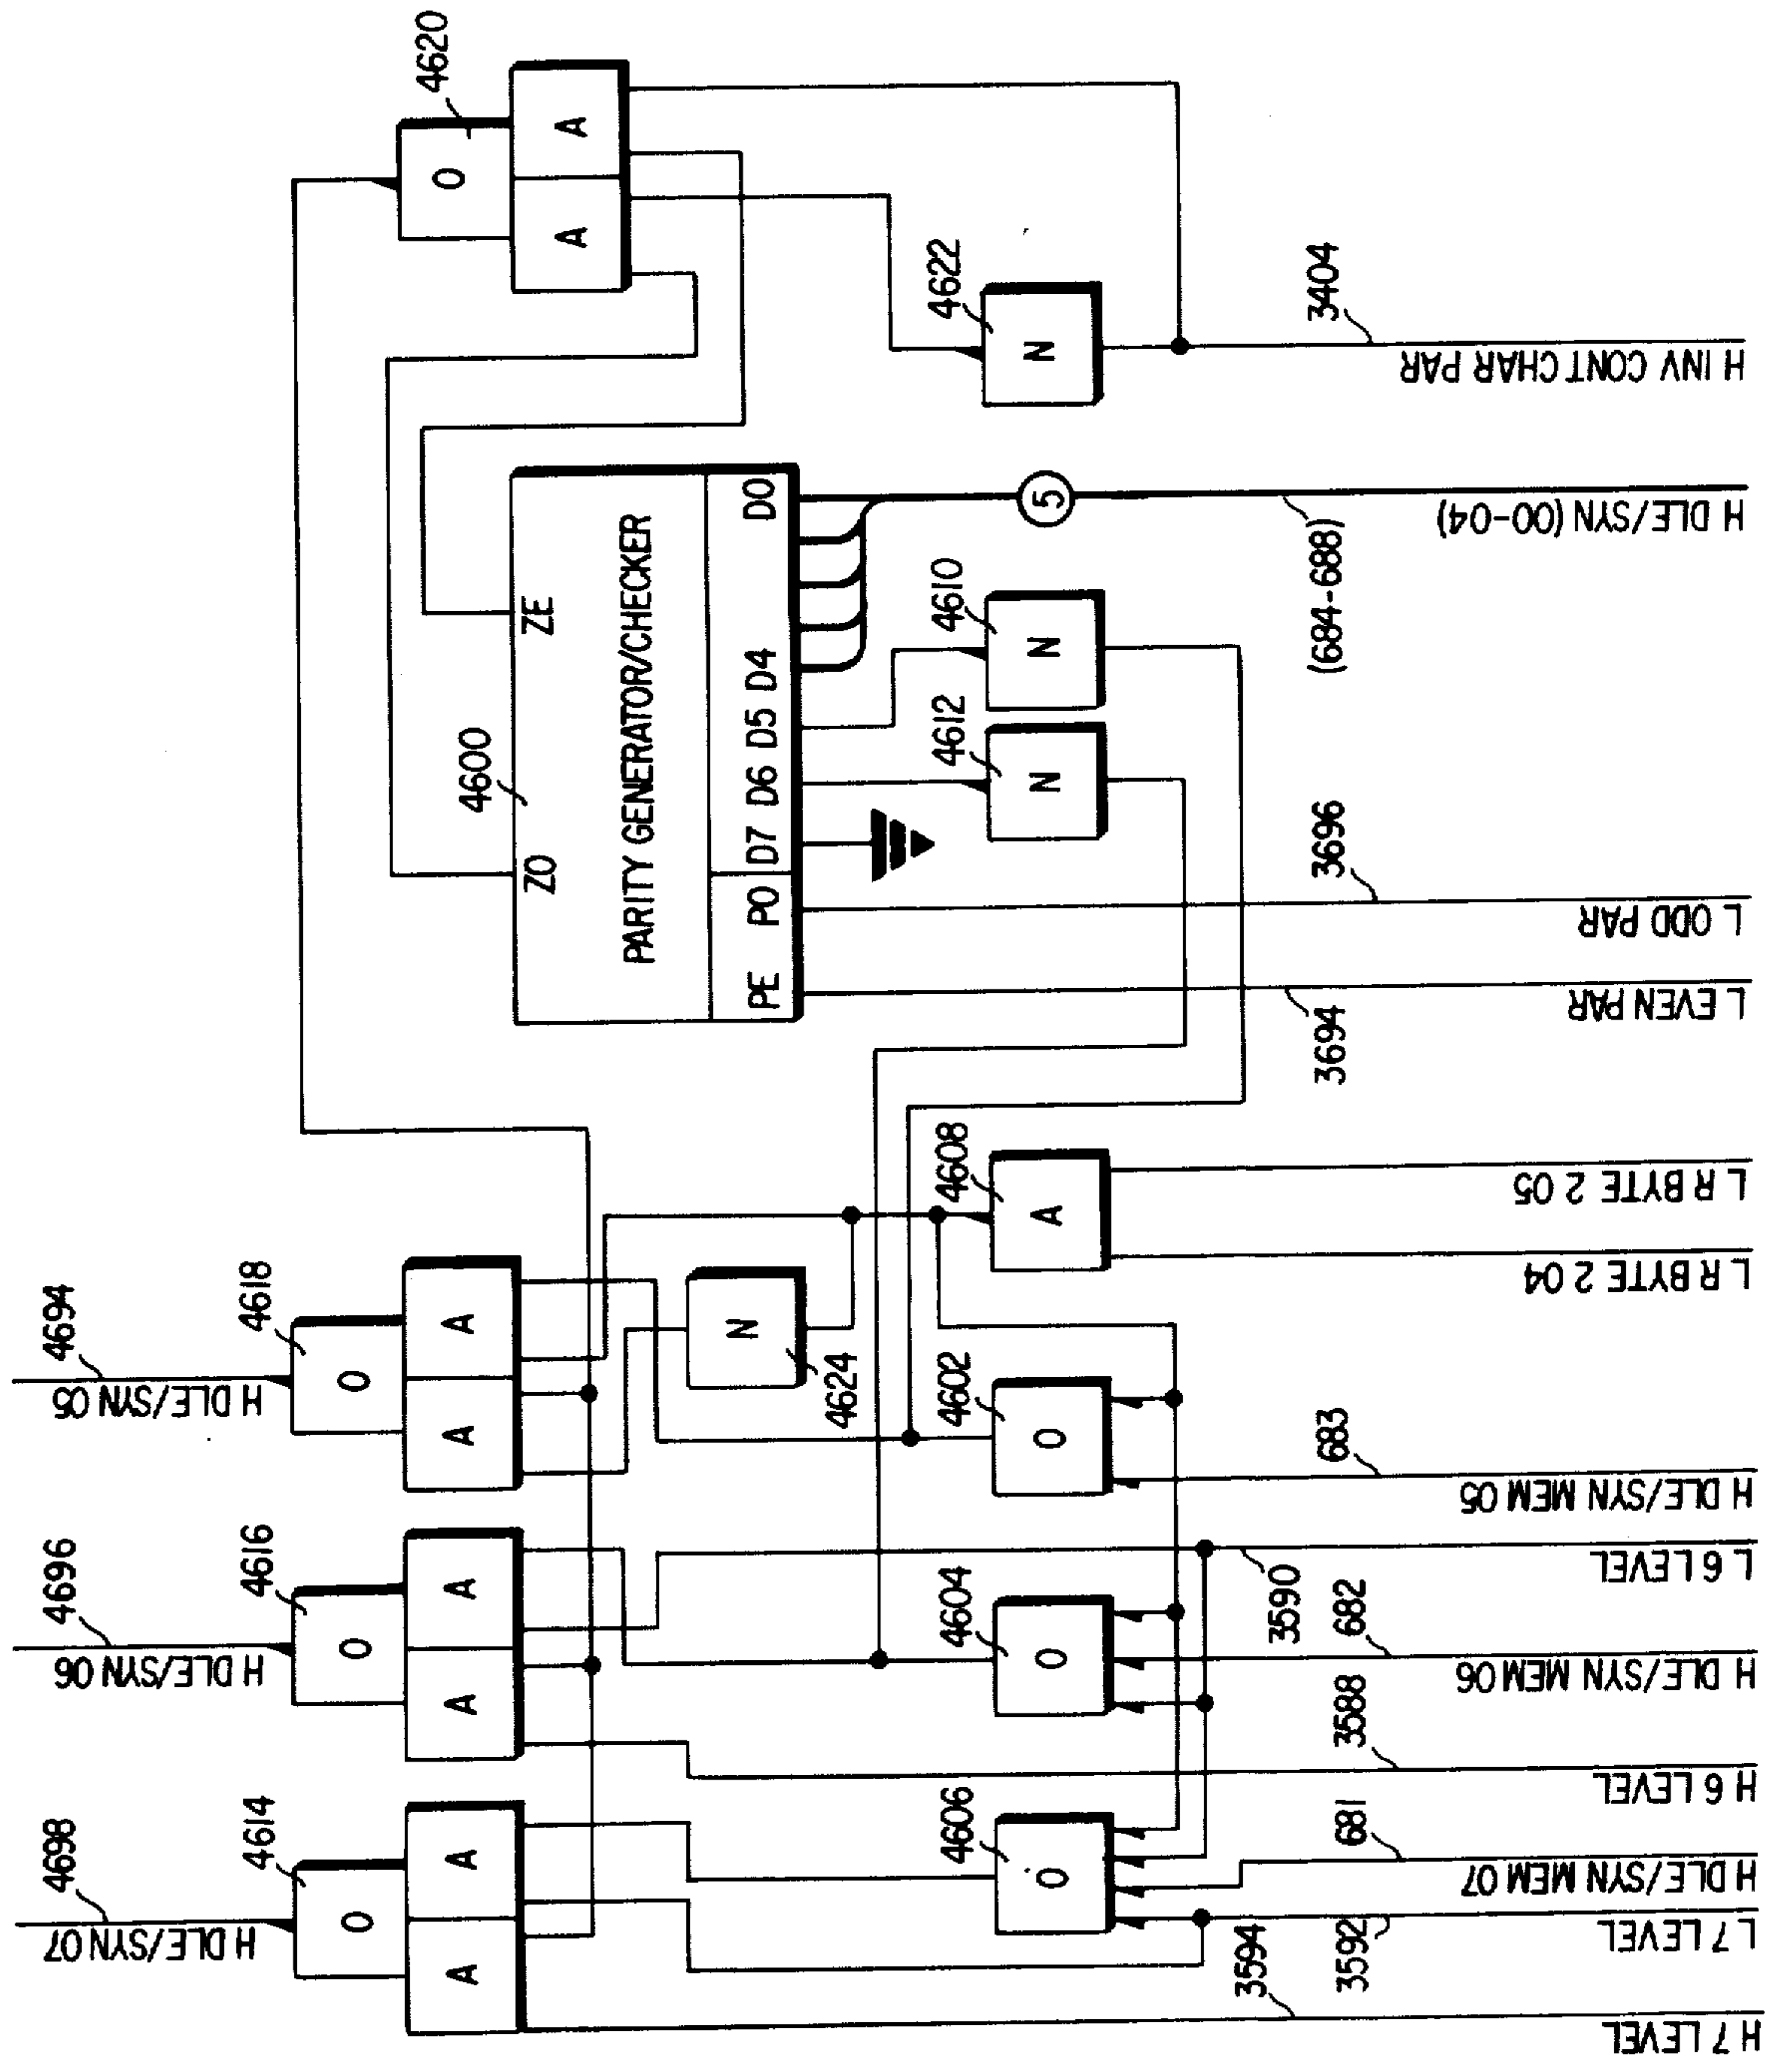 4620
O
A
A
4622
N
3404
H INV CONT CHAR PAR
4600
ZO
ZE
PARITY GENERATOR/CHECKER
PE
PO
D7
D6
D5
D4
D0
5
(684-688)
H DLE/SYN (00-04)
4612
N
4610
N
3696
L ODD PAR
3694
L EVEN PAR
4608
A
L R BYTE 2 05
L R BYTE 2 04
4694
H DLE/SYN 05
4618
O
A
A
N
4624
4602
O
683
H DLE/SYN MEM 05
4696
H DLE/SYN 06
4616
O
A
A
4604
O
3590
L 6 LEVEL
682
H DLE/SYN MEM 06
3588
H 6 LEVEL
4698
H DLE/SYN 07
4614
O
A
A
4606
O
681
H DLE/SYN MEM 07
3592
L 7 LEVEL
3594
H 7 LEVEL